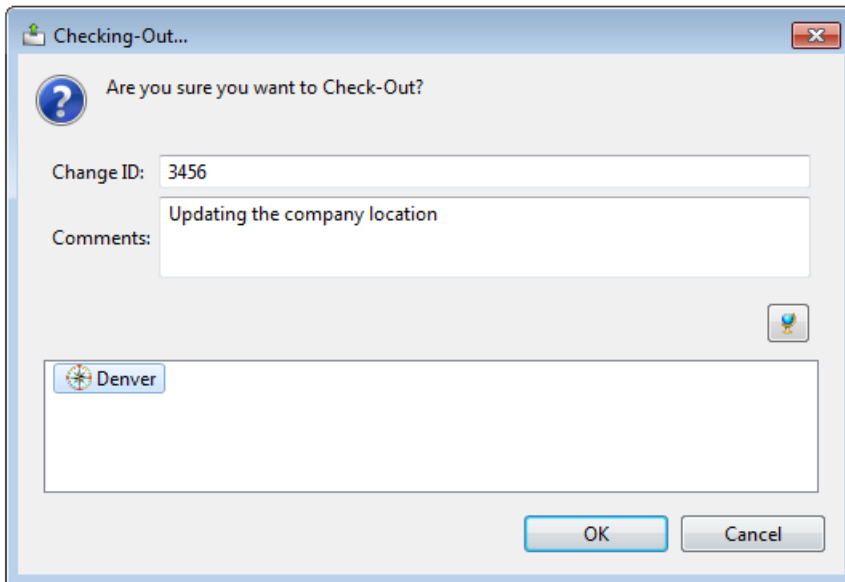 Checking-Out...
Are you sure you want to Check-Out?
Change ID: 3456
Updating the company location
Comments:
Denver
OK Cancel